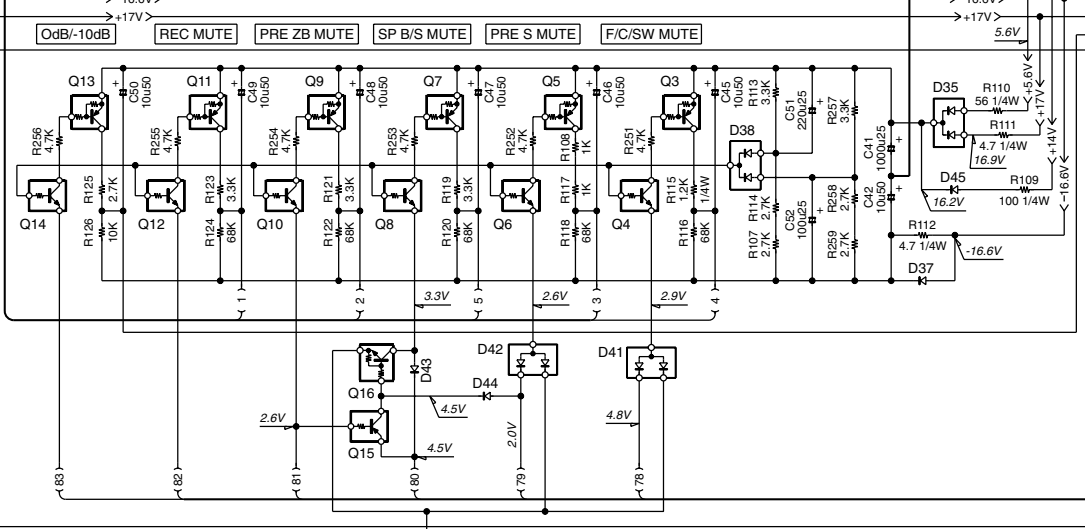 +17V
+17V
OdB/-10dB
REC MUTE
PRE ZB MUTE
SP B/S MUTE
PRE S MUTE
F/C/SW MUTE
5.6V
Q13
C50
10u50
Q11
C49
10u50
Q9
C48
10u50
Q7
C47
10u50
Q5
C46
10u50
Q3
C45
10u50
R113
3.3K
C51
220u25
R257
3.3K
D35
R110
56 1/4W
+5.6V
+17V
+14V
-16.6V
R256
4.7K
R255
4.7K
R254
4.7K
R253
4.7K
R252
4.7K
R108
1K
R251
4.7K
D38
C41
1000u25
R111
4.7 1/4W
16.9V
Q14
R125
2.7K
R126
10K
Q12
R123
3.3K
R124
68K
Q10
R121
3.3K
R122
68K
Q8
R119
3.3K
R120
68K
Q6
R117
1K
R118
68K
Q4
R115
1.2K
1/4W
R116
68K
R114
2.7K
R107
2.7K
C52
100u25
R258
2.7K
R259
2.7K
C42
10u50
D45
16.2V
R109
100 1/4W
R112
4.7 1/4W
-16.6V
D37
1
2
3.3V
5
2.6V
3
2.9V
4
Q16
D43
D42
D41
D44
4.5V
2.6V
Q15
4.5V
2.0V
4.8V
83
82
81
80
79
78